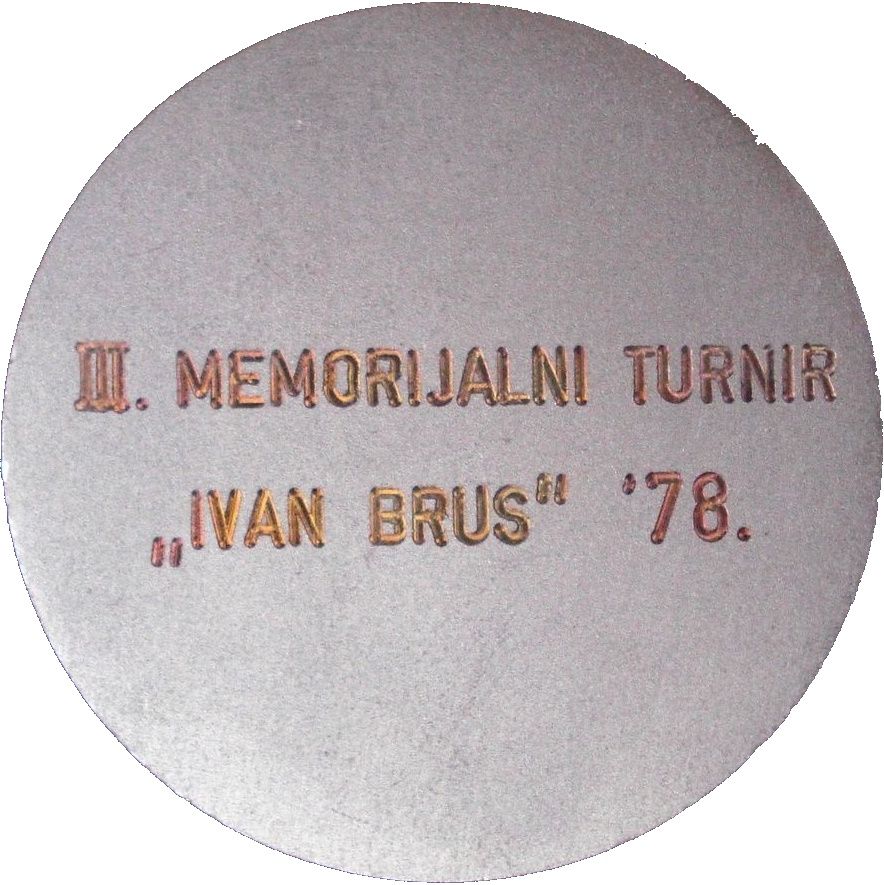 III. MEMORIJALNI TURNIR
„IVAN BRUS" '78.